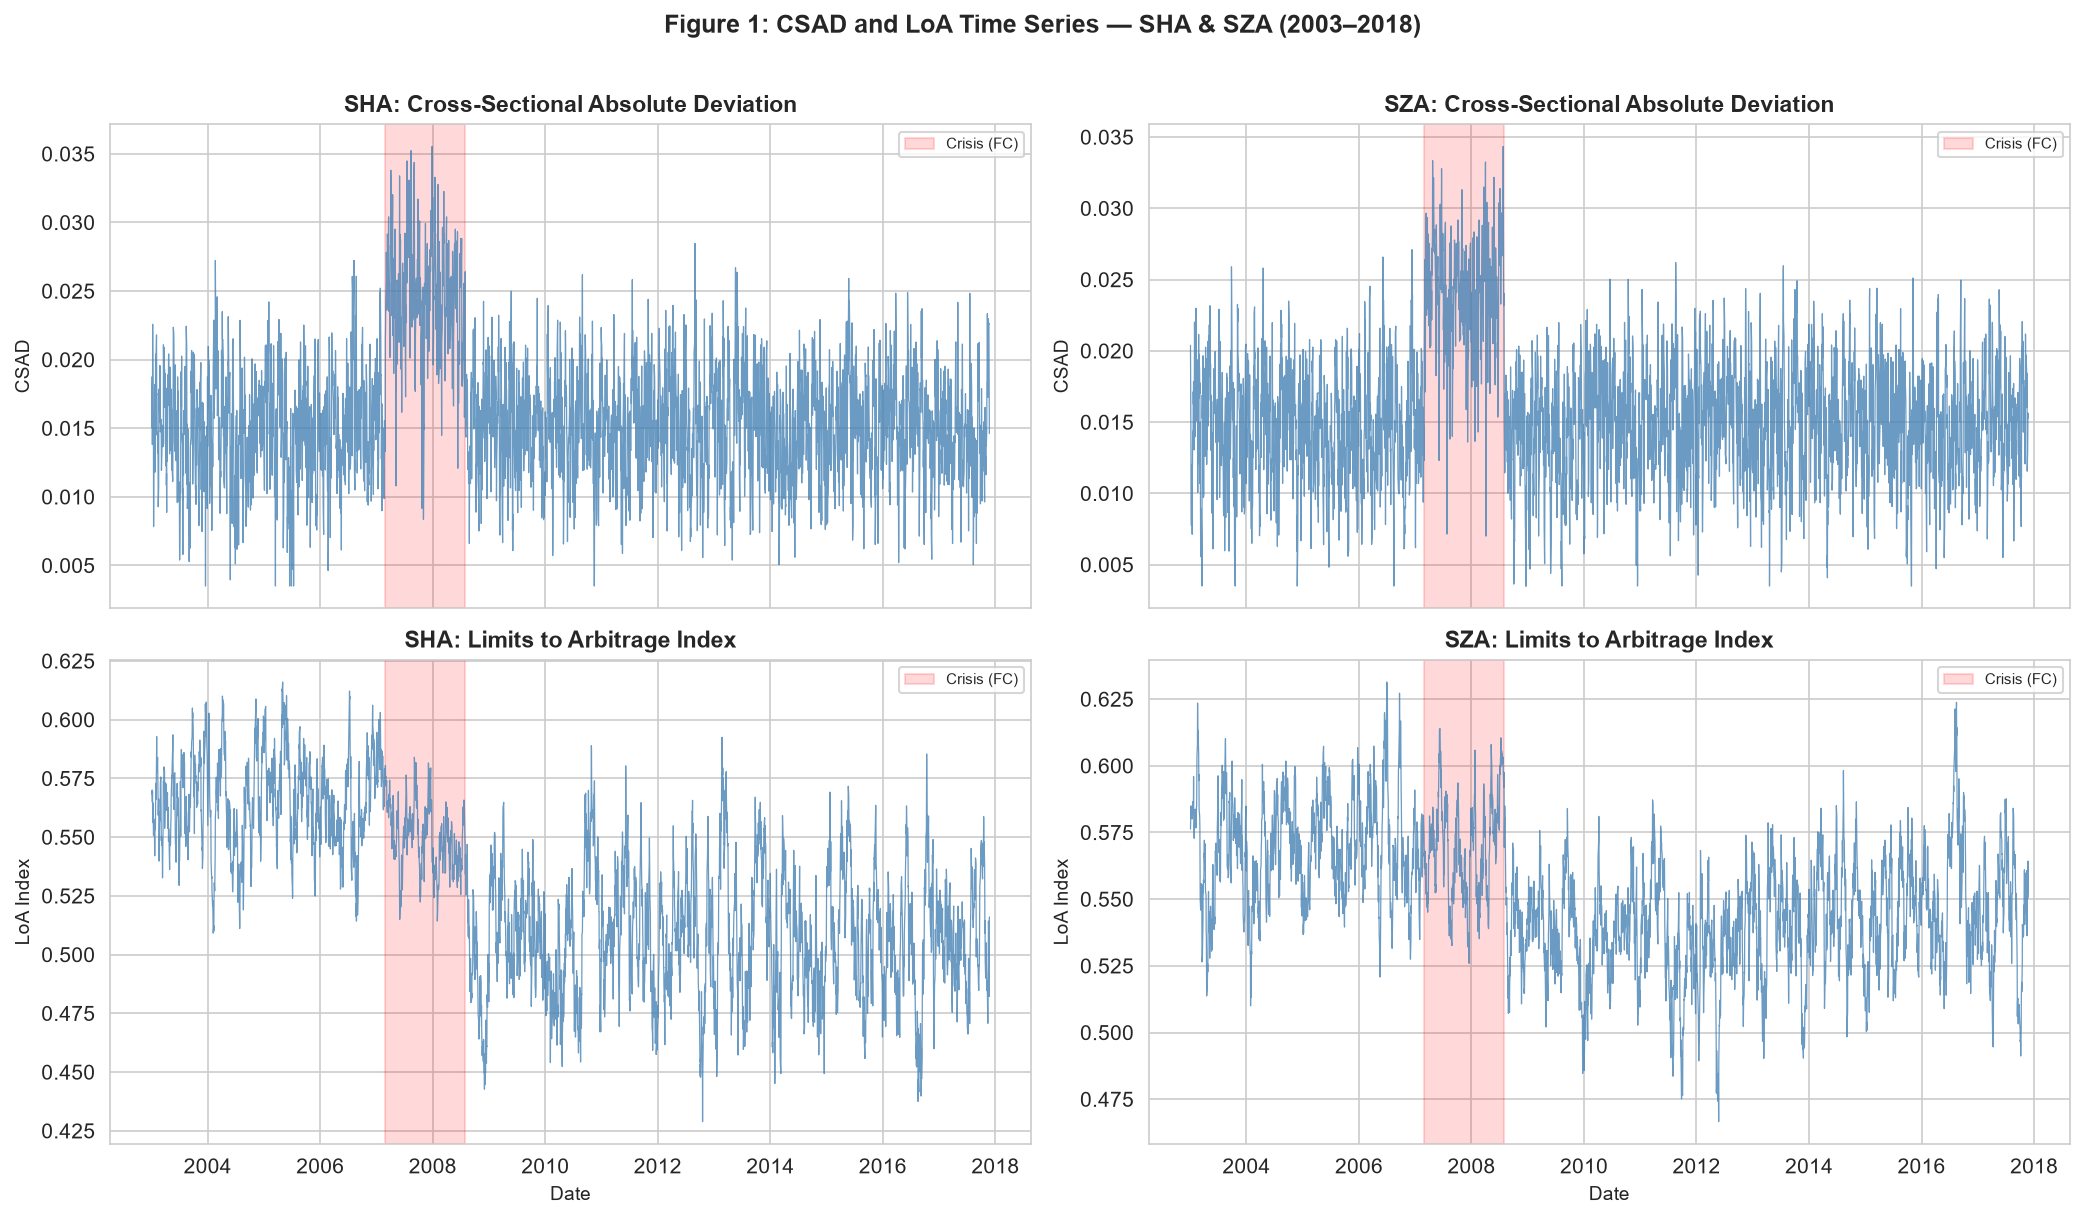 Figure 1: CSAD and LoA Time Series — SHA & SZA (2003–2018)
SHA: Cross-Sectional Absolute Deviation
CSAD
0.035
0.030
0.025
0.020
0.015
0.010
0.005
Crisis (FC)
SZA: Cross-Sectional Absolute Deviation
CSAD
0.035
0.030
0.025
0.020
0.015
0.010
0.005
Crisis (FC)
SHA: Limits to Arbitrage Index
LoA Index
0.625
0.600
0.575
0.550
0.525
0.500
0.475
0.450
0.425
Crisis (FC)
2004 2006 2008 2010 2012 2014 2016 2018
Date
SZA: Limits to Arbitrage Index
LoA Index
0.625
0.600
0.575
0.550
0.525
0.500
0.475
Crisis (FC)
2004 2006 2008 2010 2012 2014 2016 2018
Date